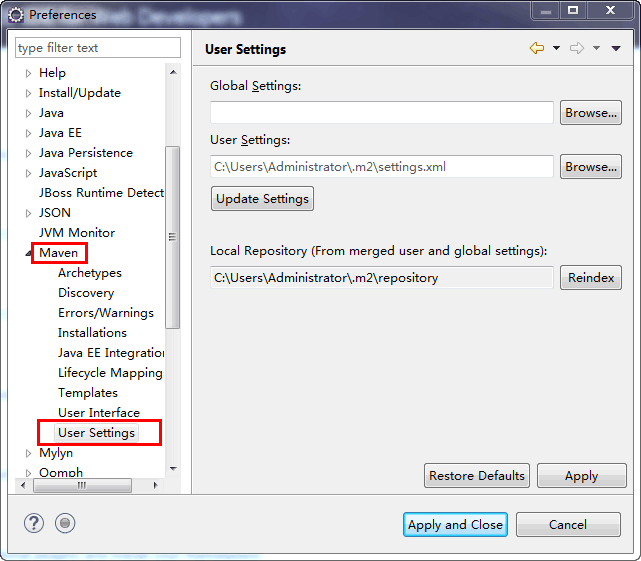 Preferences
type filter text
Help
Install/Update
Java
Java EE
Java Persistence
JavaScript
JBoss Runtime Detect
JSON
JVM Monitor
Maven
Archetypes
Discovery
Errors/Warnings
Installations
Java EE Integration
Lifecycle Mapping
Templates
User Interface
User Settings
Mylyn
Oomph
User Settings
Global Settings:
Browse...
User Settings:
C:\Users\Administrator\.m2\settings.xml
Browse...
Update Settings
Local Repository (From merged user and global settings):
C:\Users\Administrator\.m2\repository
Reindex
Restore Defaults
Apply
Apply and Close
Cancel